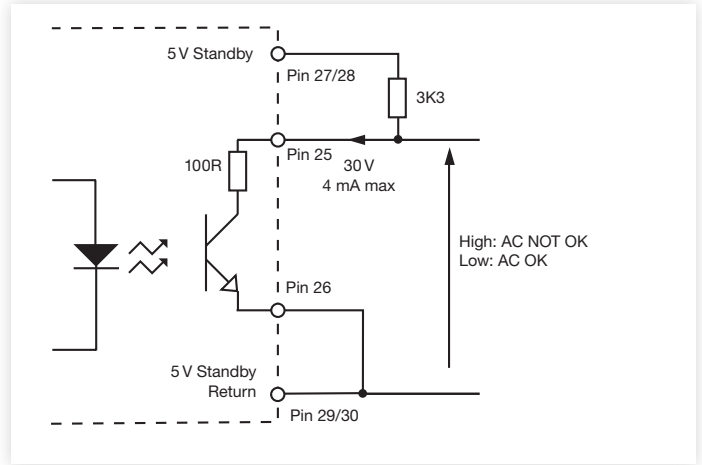 5 V Standby
Pin 27/28
3K3
Pin 25
100R
30 V
4 mA max
High: AC NOT OK
Low: AC OK
Pin 26
5 V Standby
Return
Pin 29/30